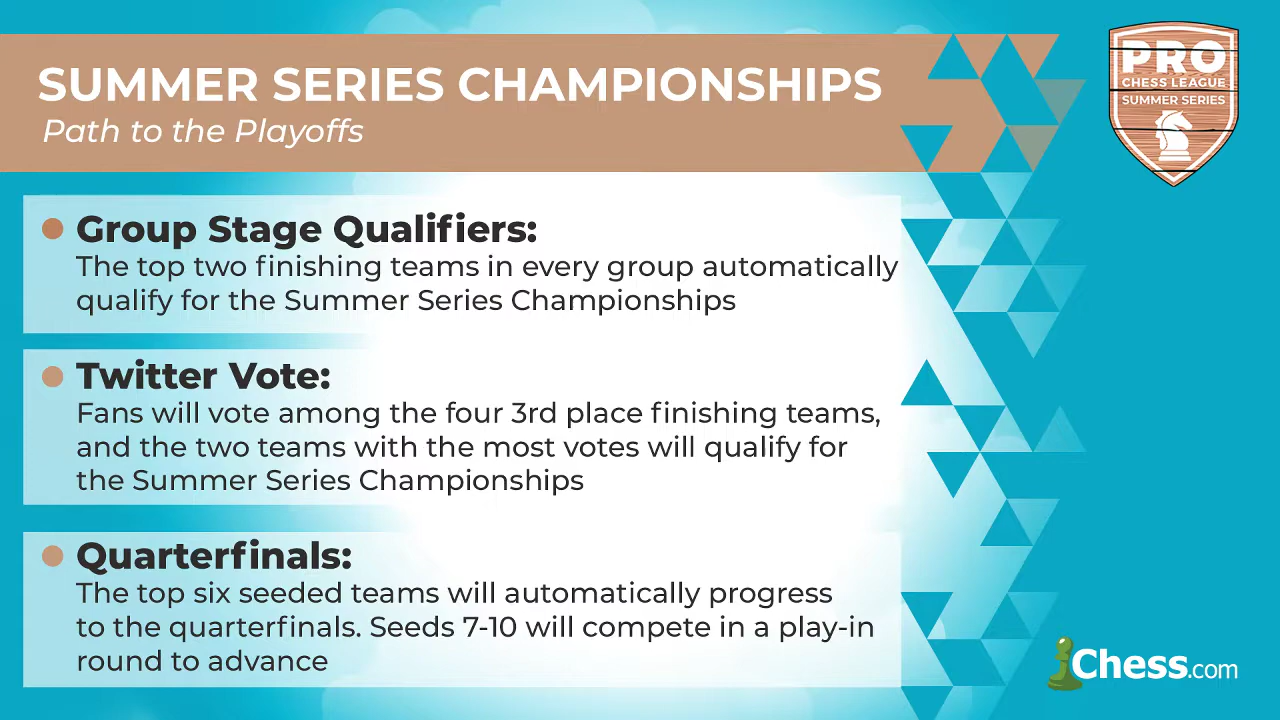 SUMMER SERIES CHAMPIONSHIPS
Path to the Playoffs
PRO
CHESS LEAGUE
SUMMER SERIES
Group Stage Qualifiers:
The top two finishing teams in every group automatically
qualify for the Summer Series Championships
Twitter Vote:
Fans will vote among the four 3rd place finishing teams,
and the two teams with the most votes will qualify for
the Summer Series Championships
Quarterfinals:
The top six seeded teams will automatically progress
to the quarterfinals. Seeds 7-10 will compete in a play-in
round to advance
Chess.com